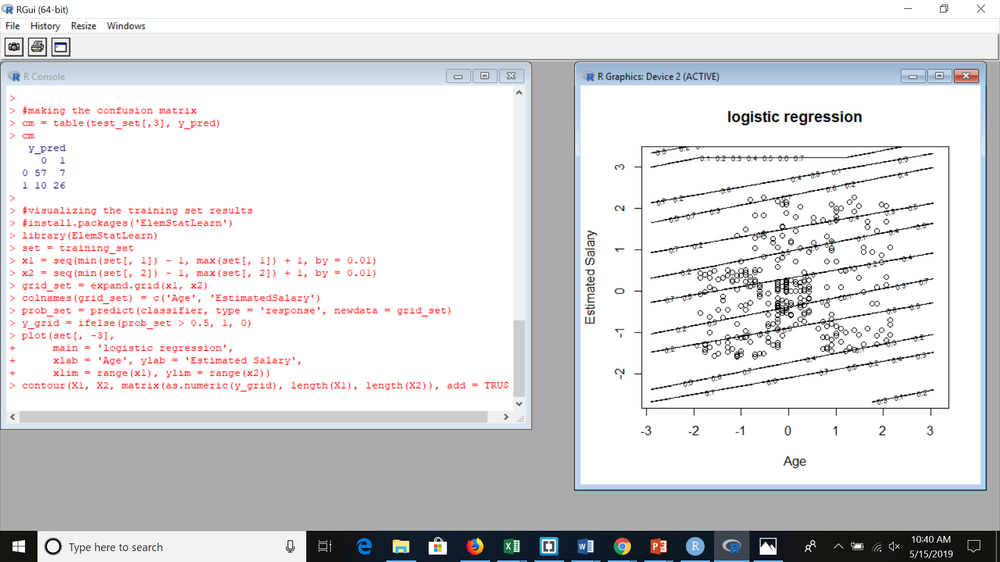 RGui (64-bit)
File History Resize Windows
R Console
>
> #making the confusion matrix
> cm = table(test_set[,3], y_pred)
> cm
y_pred
0 1
0 57 7
1 10 26
>
> #visualizing the training set results
> #install.packages('ElemStatLearn')
> library(ElemStatLearn)
> set = training_set
> x1 = seq(min(set[, 1]) - 1, max(set[, 1]) + 1, by = 0.01)
> x2 = seq(min(set[, 2]) - 1, max(set[, 2]) + 1, by = 0.01)
> grid_set = expand.grid(x1, x2)
> colnames(grid_set) = c('Age', 'EstimatedSalary')
> prob_set = predict(classifier, type = 'response', newdata = grid_set)
> y_grid = ifelse(prob_set > 0.5, 1, 0)
> plot(set[, -3],
+ main = 'logistic regression',
+ xlab = 'Age', ylab = 'Estimated Salary',
+ xlim = range(x1), ylim = range(x2))
> contour(X1, X2, matrix(as.numeric(y_grid), length(X1), length(X2)), add = TRU$
R Graphics: Device 2 (ACTIVE)
logistic regression
Estimated Salary
3
2
1
0
-1
-2
0.1 0.2 0.3 0.4 0.5 0.7
-3 -2 -1 0 1 2 3
Age
Type here to search
10:40 AM
5/15/2019